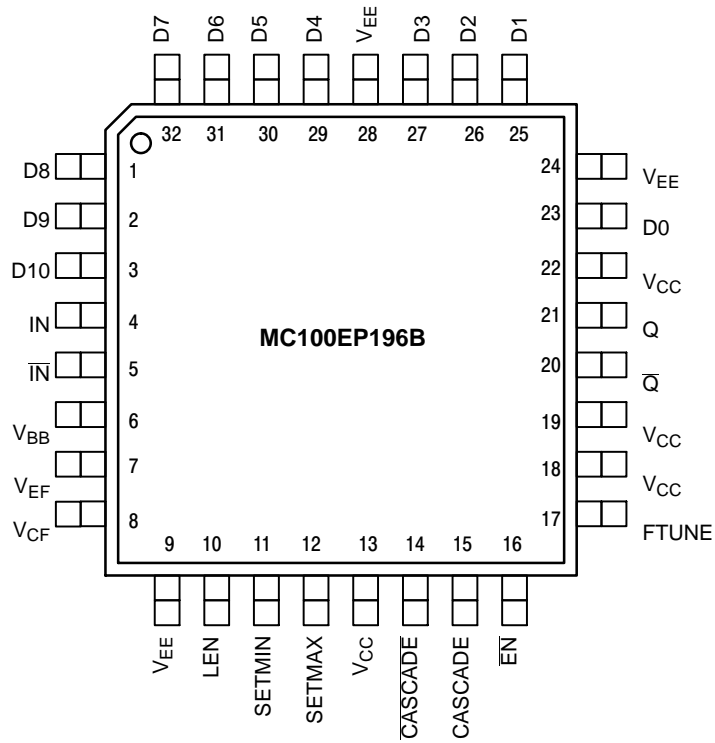 D7 D6 D5 D4 VEE D3 D2 D1
32 31 30 29 28 27 26 25
D8 1 24 VEE
D9 2 23 D0
D10 3 22 VCC
IN 4 21 Q
MC100EP196B
I̅N̅ 5 20 Q̅
VBB 6 19 VCC
VEF 7 18 VCC
VCF 8 17 FTUNE
9 10 11 12 13 14 15 16
VEE LEN SETMIN SETMAX VCC C̅A̅S̅C̅A̅D̅E̅ CASCADE E̅N̅